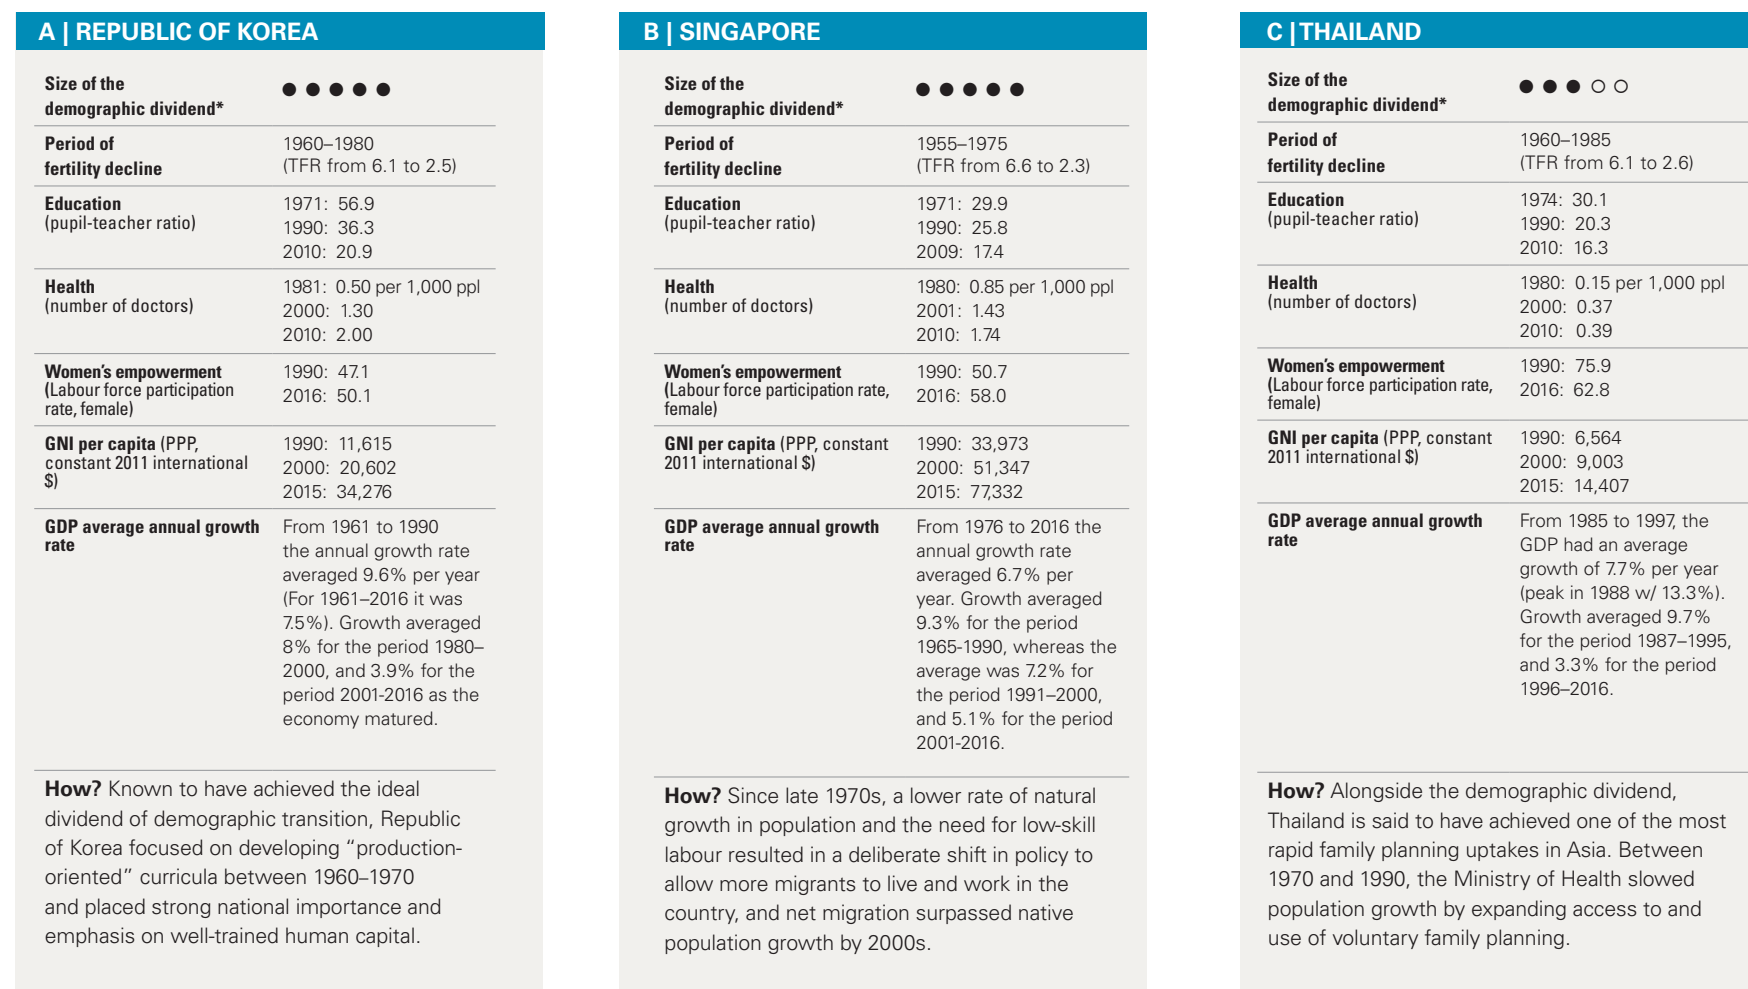 A | REPUBLIC OF KOREA
Size of the
demographic dividend*
● ● ● ● ●
Period of
fertility decline
1960–1980
(TFR from 6.1 to 2.5)
Education
(pupil-teacher ratio)
1971: 56.9
1990: 36.3
2010: 20.9
Health
(number of doctors)
1981: 0.50 per 1,000 ppl
2000: 1.30
2010: 2.00
Women's empowerment
(Labour force participation
rate, female)
1990: 47.1
2016: 50.1
GNI per capita (PPP,
constant 2011 international
$)
1990: 11,615
2000: 20,602
2015: 34,276
GDP average annual growth
rate
From 1961 to 1990
the annual growth rate
averaged 9.6% per year
(For 1961–2016 it was
7.5%). Growth averaged
8% for the period 1980–
2000, and 3.9% for the
period 2001-2016 as the
economy matured.
How? Known to have achieved the ideal
dividend of demographic transition, Republic
of Korea focused on developing “production-
oriented” curricula between 1960–1970
and placed strong national importance and
emphasis on well-trained human capital.
B | SINGAPORE
Size of the
demographic dividend*
● ● ● ● ●
Period of
fertility decline
1955–1975
(TFR from 6.6 to 2.3)
Education
(pupil-teacher ratio)
1971: 29.9
1990: 25.8
2009: 17.4
Health
(number of doctors)
1980: 0.85 per 1,000 ppl
2001: 1.43
2010: 1.74
Women's empowerment
(Labour force participation rate,
female)
1990: 50.7
2016: 58.0
GNI per capita (PPP, constant
2011 international $)
1990: 33,973
2000: 51,347
2015: 77,332
GDP average annual growth
rate
From 1976 to 2016 the
annual growth rate
averaged 6.7% per
year. Growth averaged
9.3% for the period
1965-1990, whereas the
average was 7.2% for
the period 1991–2000,
and 5.1% for the period
2001-2016.
How? Since late 1970s, a lower rate of natural
growth in population and the need for low-skill
labour resulted in a deliberate shift in policy to
allow more migrants to live and work in the
country, and net migration surpassed native
population growth by 2000s.
C | THAILAND
Size of the
demographic dividend*
● ● ● ○ ○
Period of
fertility decline
1960–1985
(TFR from 6.1 to 2.6)
Education
(pupil-teacher ratio)
1974: 30.1
1990: 20.3
2010: 16.3
Health
(number of doctors)
1980: 0.15 per 1,000 ppl
2000: 0.37
2010: 0.39
Women's empowerment
(Labour force participation rate,
female)
1990: 75.9
2016: 62.8
GNI per capita (PPP, constant
2011 international $)
1990: 6,564
2000: 9,003
2015: 14,407
GDP average annual growth
rate
From 1985 to 1997, the
GDP had an average
growth of 7.7% per year
(peak in 1988 w/ 13.3%).
Growth averaged 9.7%
for the period 1987–1995,
and 3.3% for the period
1996–2016.
How? Alongside the demographic dividend,
Thailand is said to have achieved one of the most
rapid family planning uptakes in Asia. Between
1970 and 1990, the Ministry of Health slowed
population growth by expanding access to and
use of voluntary family planning.